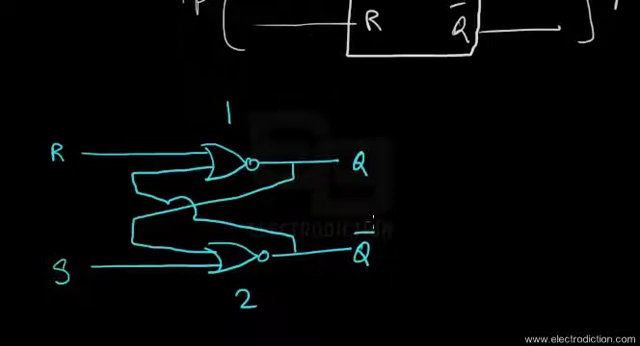 R Q̅
1
R Q
ELECTRODICTION
S Q̅
2
www.electrodiction.com